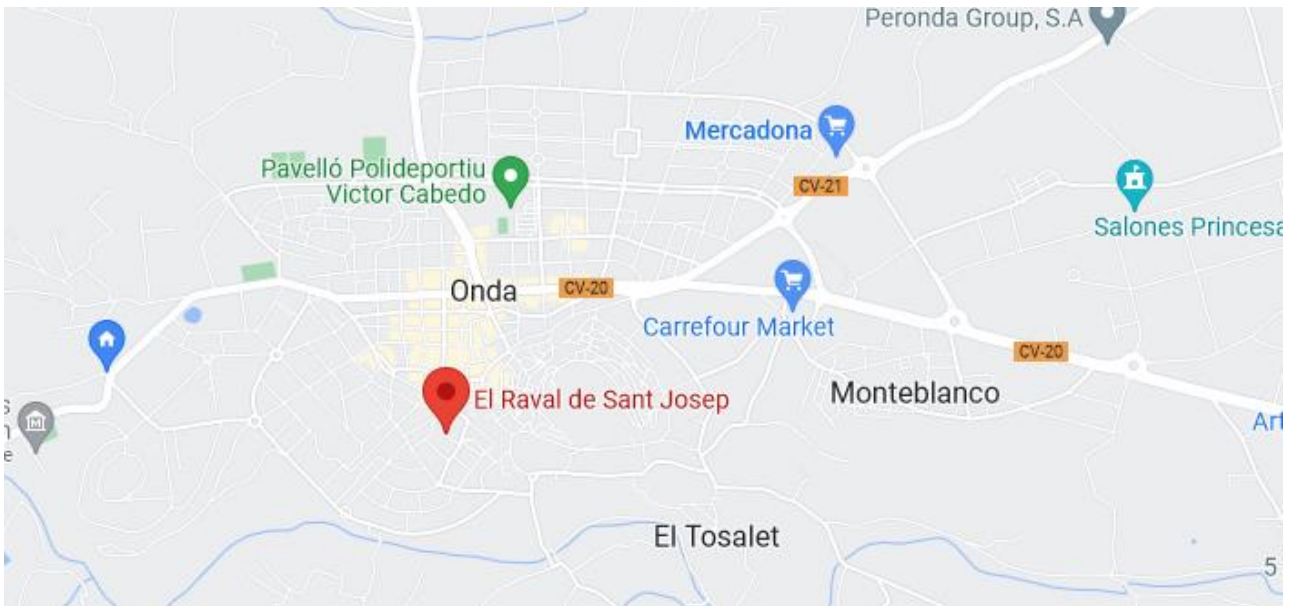 Peronda Group, S.A
Mercadona
Pavelló Polideportiu
Victor Cabedo
CV-21
Salones Princesa
Onda
CV-20
Carrefour Market
CV-20
El Raval de Sant Josep
Monteblanco
Art
s
n
e
El Tosalet
5